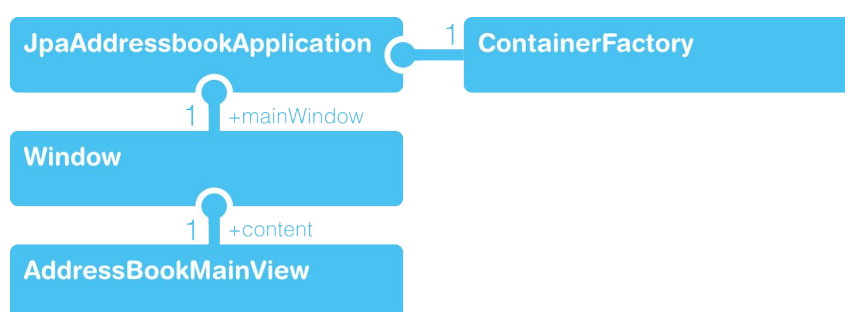 JpaAddressbookApplication
1
ContainerFactory
1
+mainWindow
Window
1
+content
AddressBookMainView